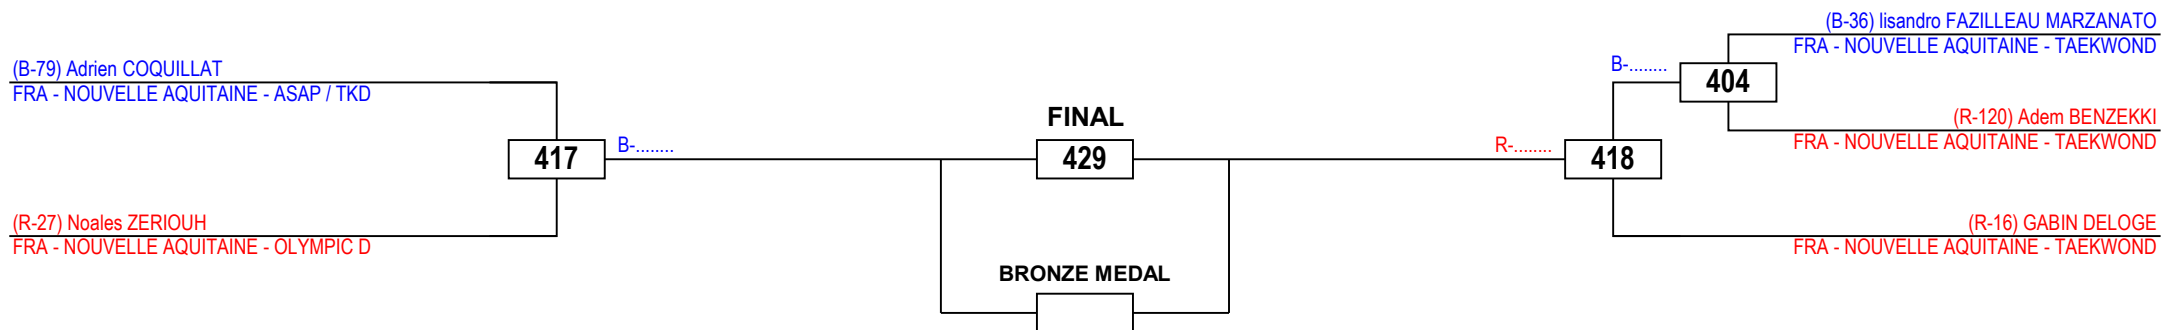 (B-36) lisandro FAZILLEAU MARZANATO
FRA - NOUVELLE AQUITAINE - TAEKWOND
(B-79) Adrien COQUILLAT
FRA - NOUVELLE AQUITAINE - ASAP / TKD
B-........
404
FINAL
(R-120) Adem BENZEKKI
FRA - NOUVELLE AQUITAINE - TAEKWOND
417
B-........
429
R-........
418
(R-27) Noales ZERIOUH
FRA - NOUVELLE AQUITAINE - OLYMPIC D
(R-16) GABIN DELOGE
FRA - NOUVELLE AQUITAINE - TAEKWOND
BRONZE MEDAL